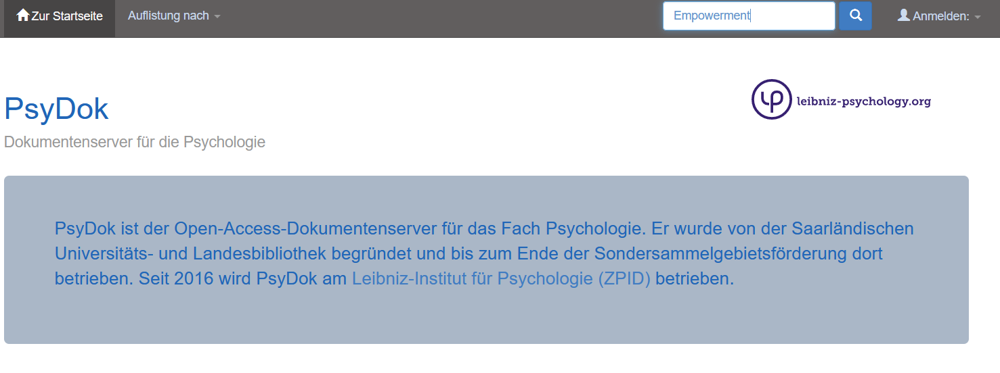 Zur Startseite Auflistung nach Empowerment Anmelden:
leibniz-psychology.org
PsyDok
Dokumentenserver für die Psychologie
PsyDok ist der Open-Access-Dokumentenserver für das Fach Psychologie. Er wurde von der Saarländischen
Universitäts- und Landesbibliothek begründet und bis zum Ende der Sondersammelgebietsförderung dort
betrieben. Seit 2016 wird PsyDok am Leibniz-Institut für Psychologie (ZPID) betrieben.